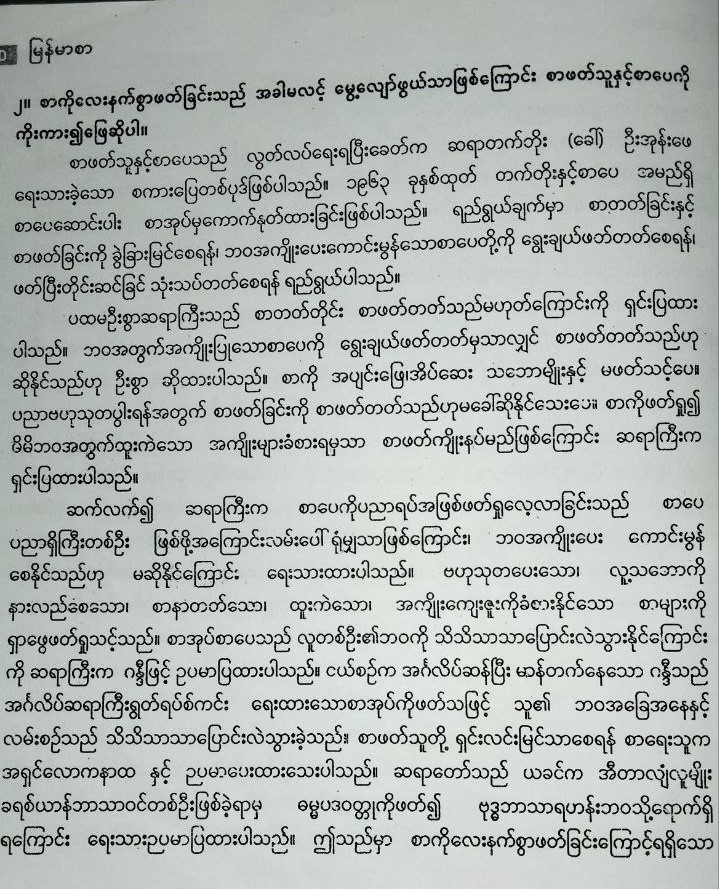 မြန်မာစာ
၂။ စာကိုလေးနက်စွာဖတ်ခြင်းသည် အခါမလင့် မွေ့လျော်ဖွယ်သာဖြစ်ကြောင်း စာဖတ်သူနှင့်စာပေကို
ကိုးကား၍ဖြေဆိုပါ။
စာဖတ်သူနှင့်စာပေသည် လွတ်လပ်ရေးရပြီးခေတ်က ဆရာတက်တိုး (ခေါ်) ဦးအုန်းဖေ
ရေးသားခဲ့သော စကားပြေတစ်ပုဒ်ဖြစ်ပါသည်။ ၁၉၆၃ ခုနှစ်ထုတ် တက်တိုးနှင့်စာပေ အမည်ရှိ
စာပေဆောင်းပါး စာအုပ်မှကောက်နုတ်ထားခြင်းဖြစ်ပါသည်။ ရည်ရွယ်ချက်မှာ စာတတ်ခြင်းနှင့်
စာဖတ်ခြင်းကို ခွဲခြားမြင်စေရန်၊ ဘဝအကျိုးပေးကောင်းမွန်သောစာပေတို့ကို ရွေးချယ်ဖတ်တတ်စေရန်၊
ဖတ်ပြီးတိုင်းဆင်ခြင် သုံးသပ်တတ်စေရန် ရည်ရွယ်ပါသည်။
ပထမဦးစွာဆရာကြီးသည် စာတတ်တိုင်း စာဖတ်တတ်သည်မဟုတ်ကြောင်းကို ရှင်းပြထား
ပါသည်။ ဘဝအတွက်အကျိုးပြုသောစာပေကို ရွေးချယ်ဖတ်တတ်မှသာလျှင် စာဖတ်တတ်သည်ဟု
ဆိုနိုင်သည်ဟု ဦးစွာ ဆိုထားပါသည်။ စာကို အပျင်းဖြေ၊အိပ်ဆေး သဘောမျိုးနှင့် မဖတ်သင့်ပေ။
ပညာဗဟုသုတပွါးရန်အတွက် စာဖတ်ခြင်းကို စာဖတ်တတ်သည်ဟုမခေါ်ဆိုနိုင်သေးပေ။ စာကိုဖတ်ရှု၍
မိမိဘဝအတွက်ထူးကဲသော အကျိုးများခံစားရမှသာ စာဖတ်ကျိုးနပ်မည်ဖြစ်ကြောင်း ဆရာကြီးက
ရှင်းပြထားပါသည်။
ဆက်လက်၍ ဆရာကြီးက စာပေကိုပညာရပ်အဖြစ်ဖတ်ရှုလေ့လာခြင်းသည် စာပေ
ပညာရှိကြီးတစ်ဦး ဖြစ်ဖို့အကြောင်းလမ်းပေါ်ရုံမျှသာဖြစ်ကြောင်း၊ ဘဝအကျိုးပေး ကောင်းမွန်
စေနိုင်သည်ဟု မဆိုနိုင်ကြောင်း ရေးသားထားပါသည်။ ဗဟုသုတပေးသော၊ လူ့သဘောကို
နားလည်စေသော၊ စာနာတတ်သော၊ ထူးကဲသော၊ အကျိုးကျေးဇူးကိုခံစားနိုင်သော စာများကို
ရှာဖွေဖတ်ရှုသင့်သည်။ စာအုပ်စာပေသည် လူတစ်ဦး၏ဘဝကို သိသိသာသာပြောင်းလဲသွားနိုင်ကြောင်း
ကို ဆရာကြီးက ဂန္ဒီဖြင့် ဥပမာပြထားပါသည်။ ငယ်စဉ်က အင်္ဂလိပ်ဆန်ပြီး မာန်တက်နေသော ဂန္ဒီသည်
အင်္ဂလိပ်ဆရာကြီးရွတ်ရပ်စ်ကင်း ရေးထားသောစာအုပ်ကိုဖတ်သဖြင့် သူ၏ ဘဝအခြေအနေနှင့်
လမ်းစဉ်သည် သိသိသာသာပြောင်းလဲသွားခဲ့သည်။ စာဖတ်သူတို့ ရှင်းလင်းမြင်သာစေရန် စာရေးသူက
အရှင်လောကနာထ နှင့် ဥပမာပေးထားသေးပါသည်။ ဆရာတော်သည် ယခင်က အီတာလျံလူမျိုး
ခရစ်ယာန်ဘာသာဝင်တစ်ဦးဖြစ်ခဲ့ရာမှ ဓမ္မပဒဝတ္ထုကိုဖတ်၍ ဗုဒ္ဓဘာသာရဟန်းဘဝသို့ရောက်ရှိ
ရကြောင်း ရေးသားဥပမာပြထားပါသည်။ ဤသည်မှာ စာကိုလေးနက်စွာဖတ်ခြင်းကြောင့်ရရှိသော